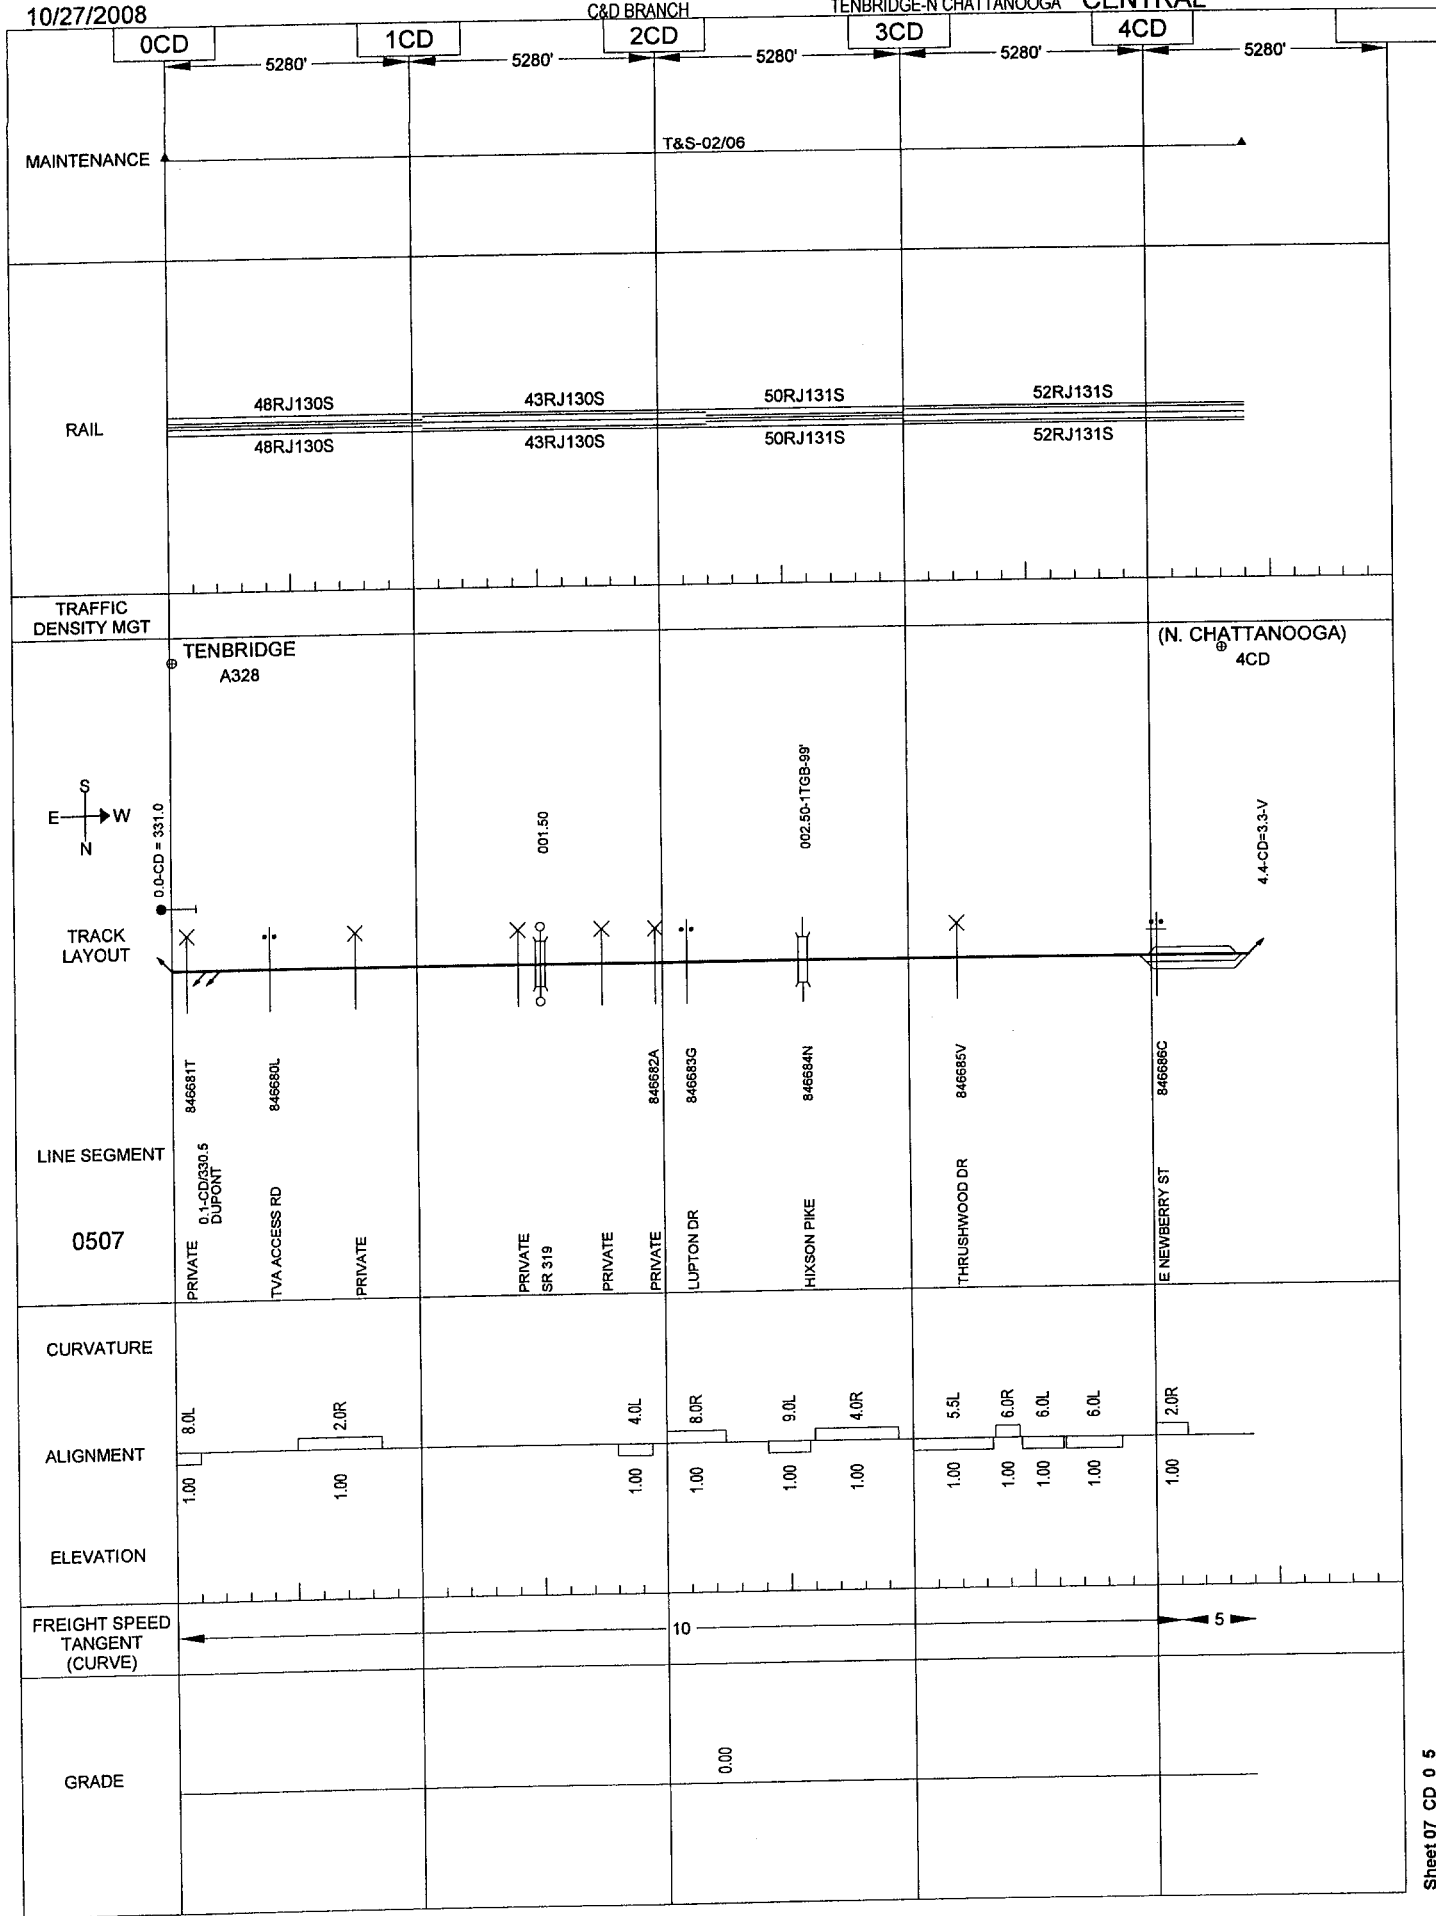 10/27/2008
C&D BRANCH
TENBRIDGE-N CHATTANOOGA CENTRAL
0CD 1CD 2CD 3CD 4CD
5280' 5280' 5280' 5280' 5280'
MAINTENANCE
T&S-02/06
RAIL
48RJ130S 43RJ130S 50RJ131S 52RJ131S
48RJ130S 43RJ130S 50RJ131S 52RJ131S
TRAFFIC
DENSITY MGT
TENBRIDGE
A328
(N. CHATTANOOGA)
4CD
S
E W
N
0.0-CD = 331.0
001.50
002.50-1TGB-99'
4.4-CD=3.3-V
TRACK
LAYOUT
846681T
846680L
846682A
846683G
846684N
846685V
846686C
LINE SEGMENT
0507
PRIVATE
0.1-CD/330.5
DUPONT
TVA ACCESS RD
PRIVATE
PRIVATE
SR 319
PRIVATE
PRIVATE
LUPTON DR
HIXSON PIKE
THRUSHWOOD DR
E NEWBERRY ST
CURVATURE
8.0L 2.0R 4.0L 8.0R 9.0L 4.0R 5.5L 6.0R 6.0L 6.0L 2.0R
ALIGNMENT
1.00 1.00 1.00 1.00 1.00 1.00 1.00 1.00 1.00 1.00 1.00
ELEVATION
FREIGHT SPEED
TANGENT
(CURVE)
10 5
GRADE
0.00
Sheet 07 CD 0 5